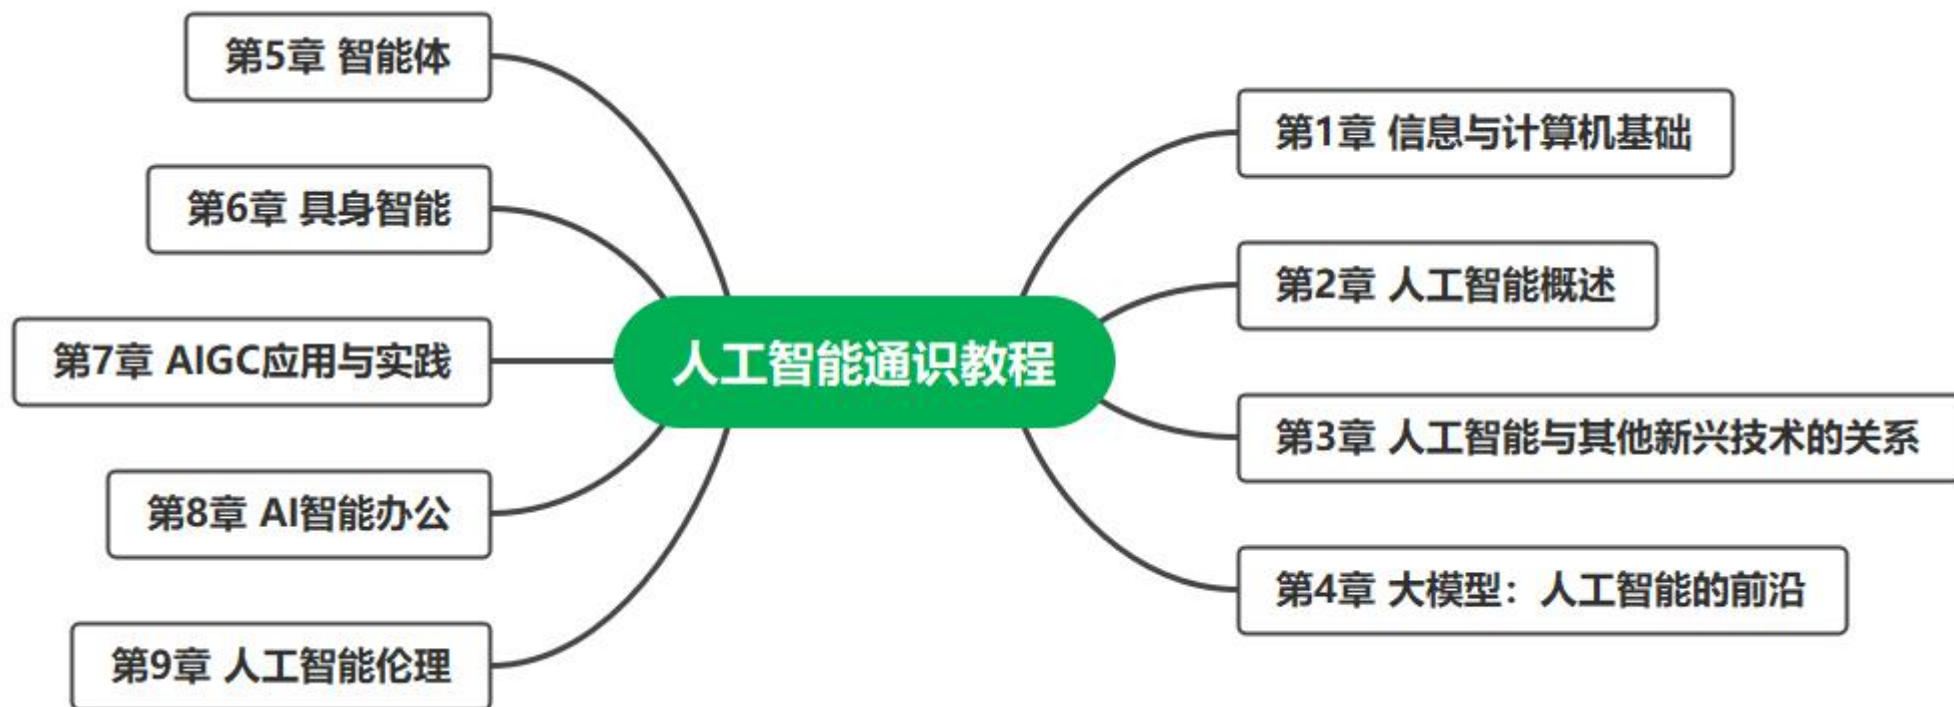 人工智能通识教程
第1章 信息与计算机基础
第2章 人工智能概述
第3章 人工智能与其他新兴技术的关系
第4章 大模型：人工智能的前沿
第5章 智能体
第6章 具身智能
第7章 AIGC应用与实践
第8章 AI智能办公
第9章 人工智能伦理